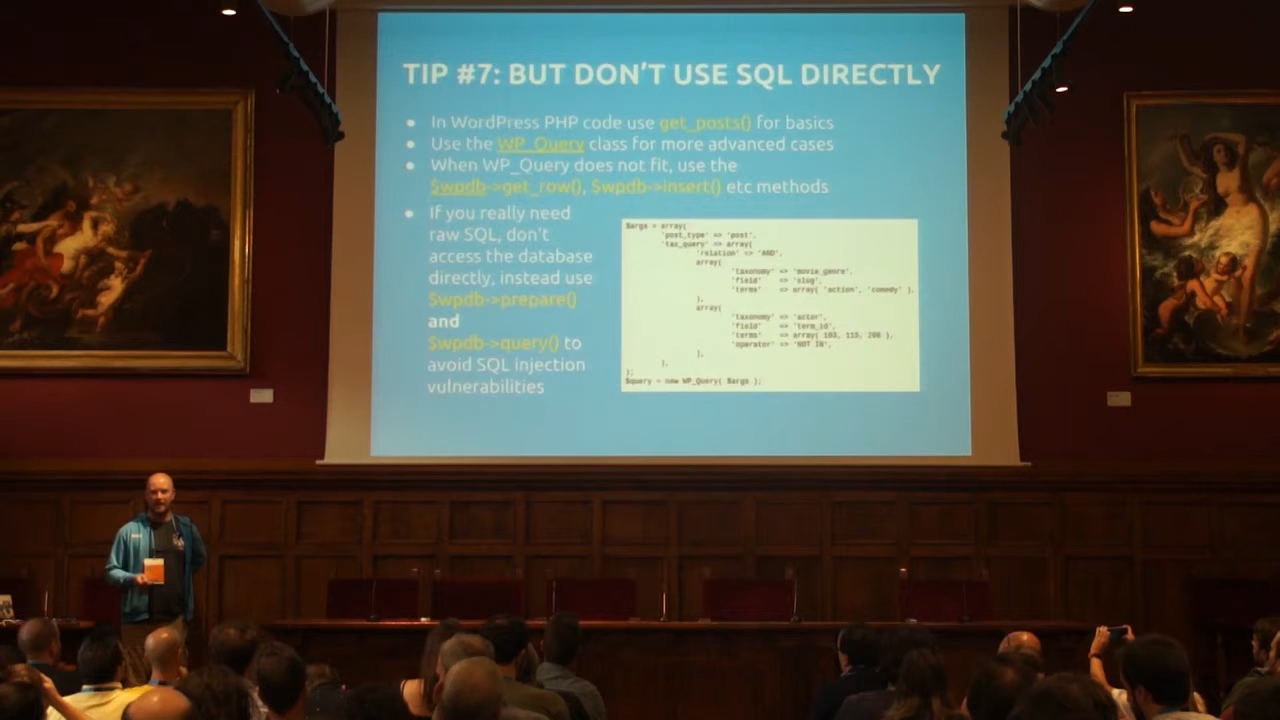 TIP #7: BUT DON'T USE SQL DIRECTLY
● In WordPress PHP code use get_posts() for basics
● Use the WP_Query class for more advanced cases
● When WP_Query does not fit, use the
$wpdb->get_row(), $wpdb->insert() etc methods
● If you really need
raw SQL, don't
access the database
directly, instead use
$wpdb->prepare()
and
$wpdb->query() to
avoid SQL injection
vulnerabilities
$args = array(
'post_type' => 'post',
'tax_query' => array(
'relation' => 'AND',
array(
'taxonomy' => 'movie_genre',
'field' => 'slug',
'terms' => array( 'action', 'comedy' ),
),
array(
'taxonomy' => 'actor',
'field' => 'term_id',
'terms' => array( 103, 115, 206 ),
'operator' => 'NOT IN',
),
),
);
$query = new WP_Query( $args );